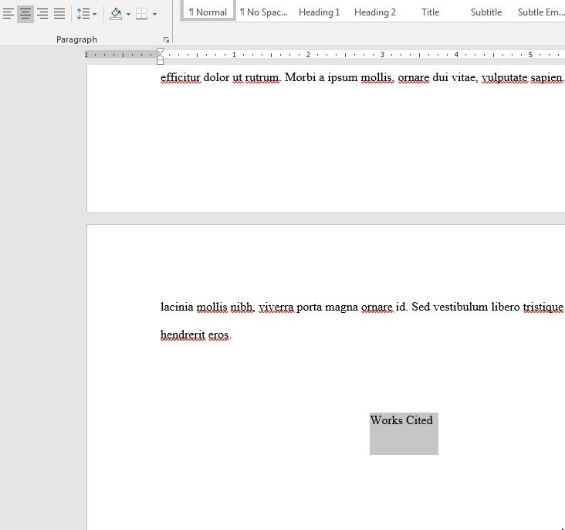 ¶ Normal ¶ No Spac... Heading 1 Heading 2 Title Subtitle Subtle Em...
Paragraph
1 1 2 3 4 5
efficitur dolor ut rutrum. Morbi a ipsum mollis, ornare dui vitae, vulputate sapien.
lacinia mollis nibh, viverra porta magna ornare id. Sed vestibulum libero tristique
hendrerit eros.
Works Cited